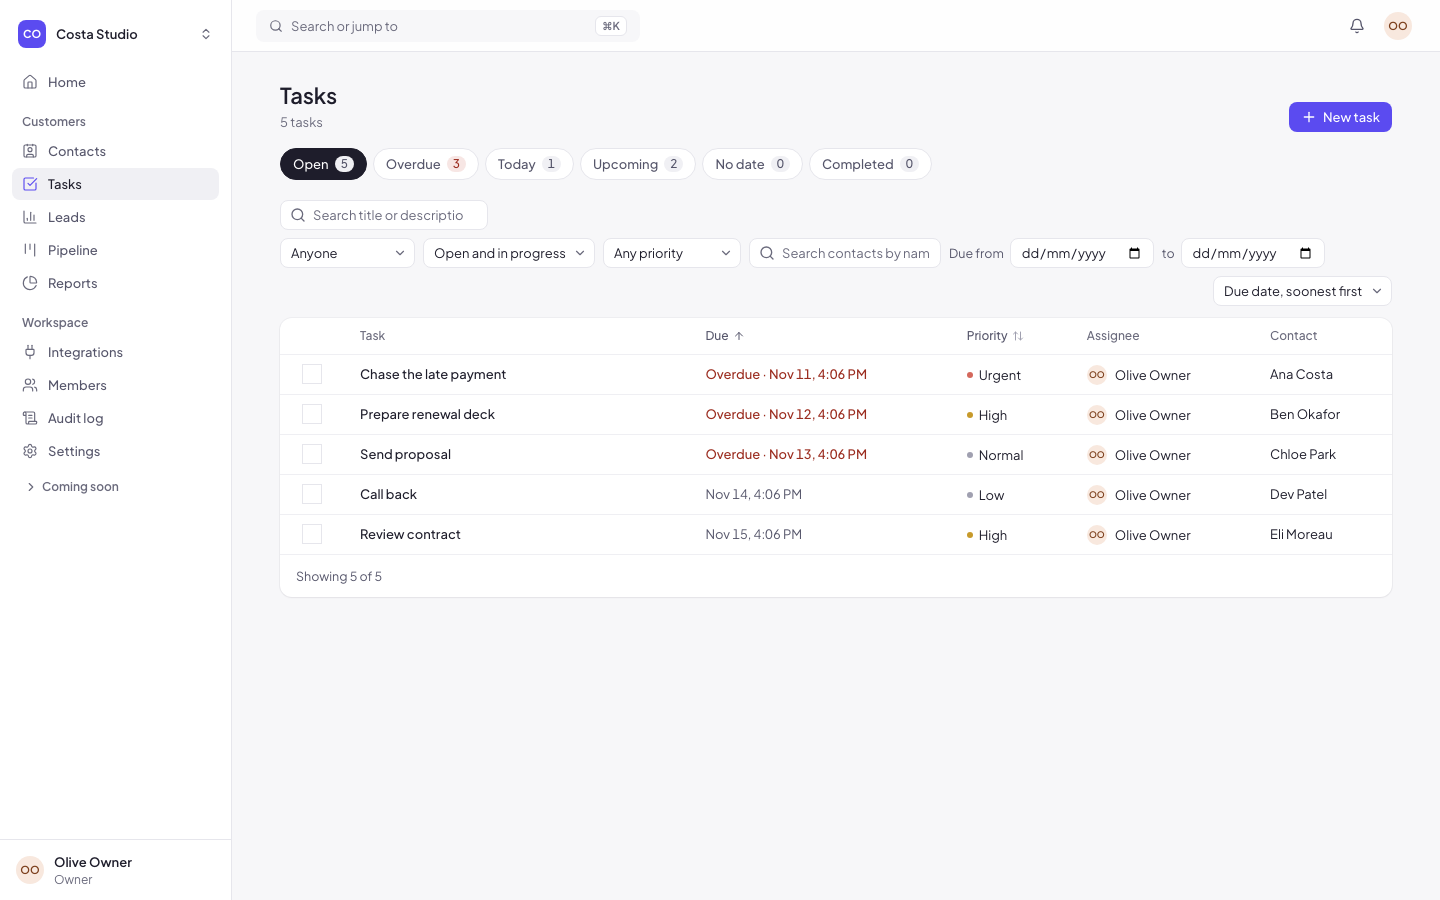 CO Costa Studio
Search or jump to ⌘K
OO
Home
Customers
Contacts
Tasks
Leads
Pipeline
Reports
Workspace
Integrations
Members
Audit log
Settings
Coming soon
OO Olive Owner
Owner
Tasks
5 tasks
New task
Open 5 Overdue 3 Today 1 Upcoming 2 No date 0 Completed 0
Search title or descriptio
Anyone Open and in progress Any priority Search contacts by nam Due from dd/mm/yyyy to dd/mm/yyyy
Due date, soonest first
Task Due ↑ Priority ↑↓ Assignee Contact
Chase the late payment Overdue · Nov 11, 4:06 PM Urgent OO Olive Owner Ana Costa
Prepare renewal deck Overdue · Nov 12, 4:06 PM High OO Olive Owner Ben Okafor
Send proposal Overdue · Nov 13, 4:06 PM Normal OO Olive Owner Chloe Park
Call back Nov 14, 4:06 PM Low OO Olive Owner Dev Patel
Review contract Nov 15, 4:06 PM High OO Olive Owner Eli Moreau
Showing 5 of 5